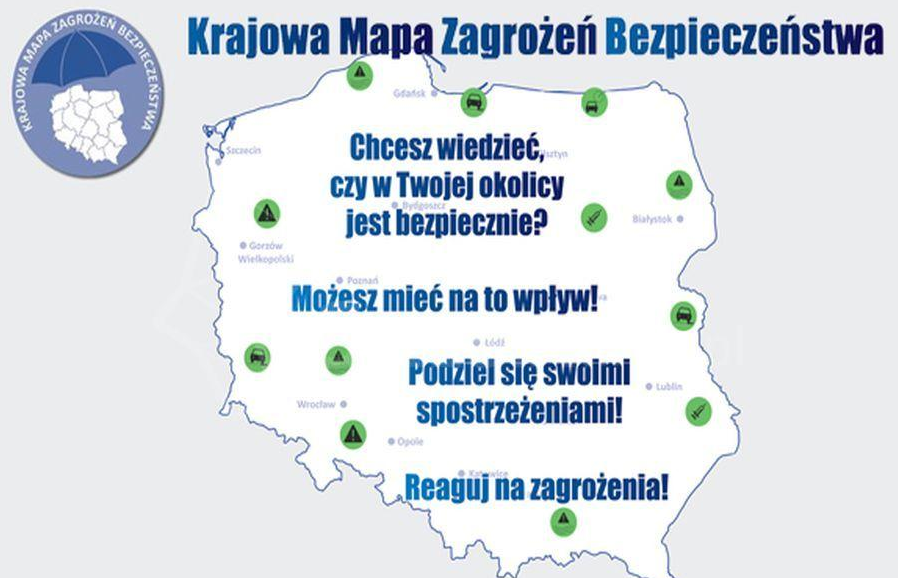 Krajowa Mapa Zagrożeń Bezpieczeństwa
KRAJOWA MAPA ZAGROŻEŃ BEZPIECZEŃSTWA
Gdańsk
Chcesz wiedzieć,
Szczecin
czy w Twojej okolicy
Bydgoszcz
jest bezpiecznie?
Białystok
Gorzów
Wielkopolski
Poznań
Możesz mieć na to wpływ!
Łódź
Podziel się swoimi
Lublin
Wrocław
spostrzeżeniami!
Opole
Katowice
Reaguj na zagrożenia!